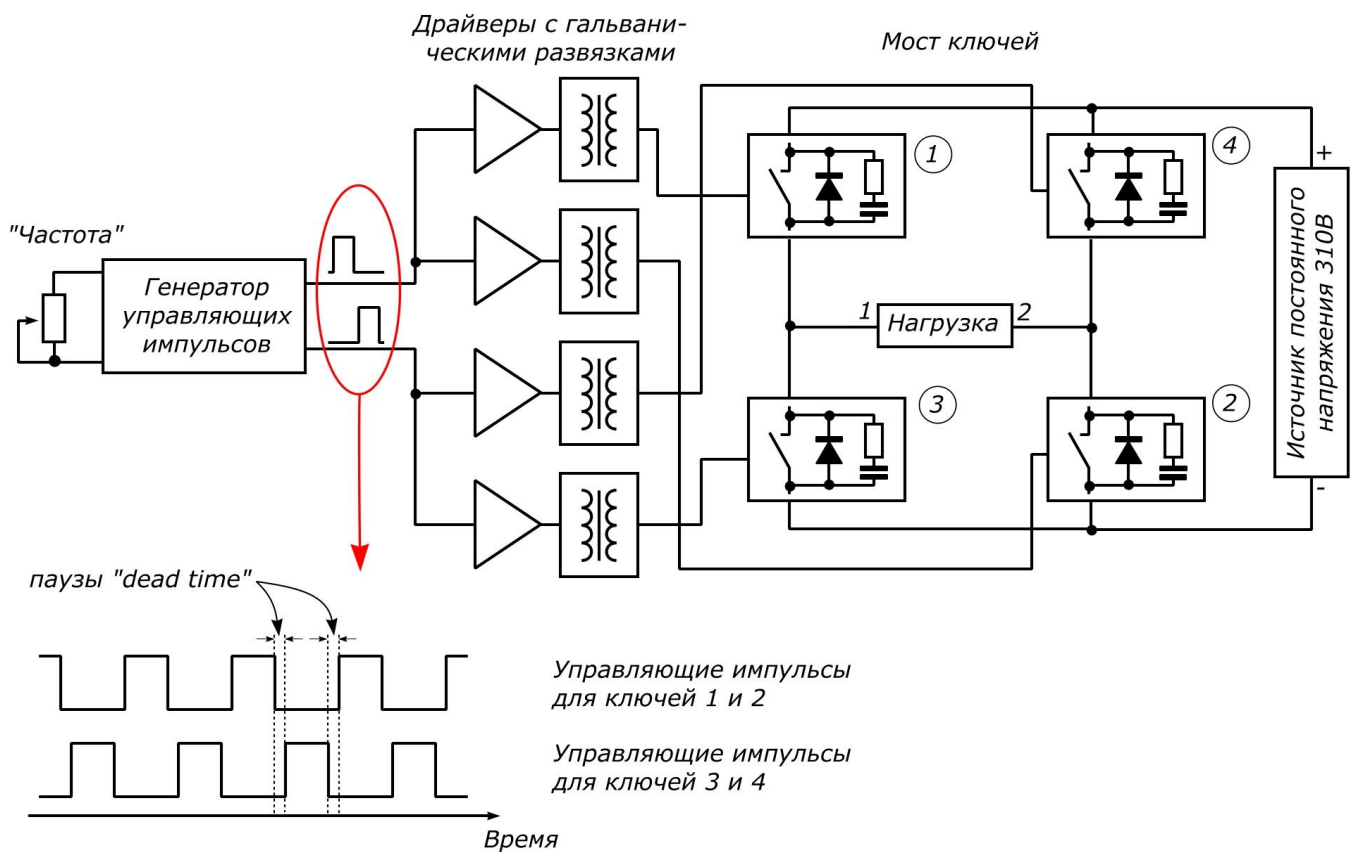 Драйверы с гальвани-
ческими развязками
Мост ключей
"Частота"
Генератор
управляющих
импульсов
1
4
+
Источник постоянного
напряжения 310В
-
1
Нагрузка
2
3
2
паузы "dead time"
Управляющие импульсы
для ключей 1 и 2
Управляющие импульсы
для ключей 3 и 4
Время